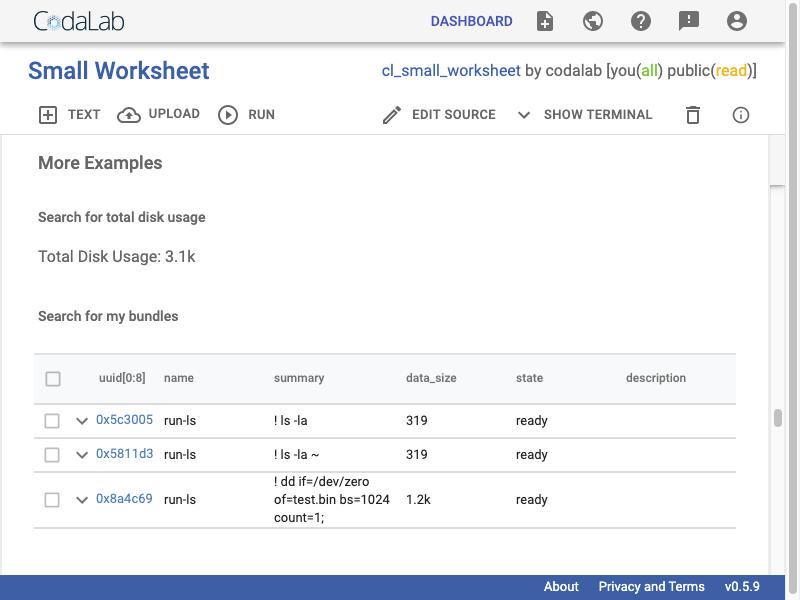 CodaLab DASHBOARD
Small Worksheet cl_small_worksheet by codalab [you(all) public(read)]
TEXT UPLOAD RUN EDIT SOURCE SHOW TERMINAL
More Examples
Search for total disk usage
Total Disk Usage: 3.1k
Search for my bundles
uuid[0:8] name summary data_size state description
0x5c3005 run-ls ! ls -la 319 ready
0x5811d3 run-ls ! ls -la ~ 319 ready
0x8a4c69 run-ls ! dd if=/dev/zero of=test.bin bs=1024 count=1; 1.2k ready
About Privacy and Terms v0.5.9